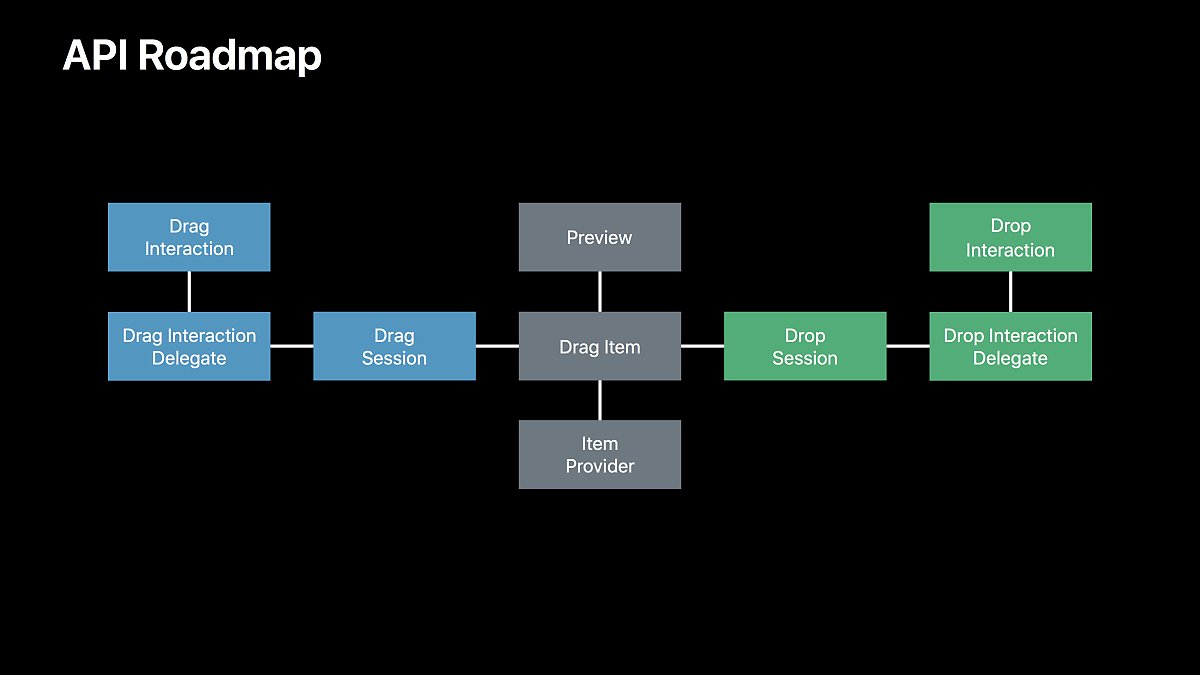 API Roadmap
Drag
Interaction
Preview
Drop
Interaction
Drag Interaction
Delegate
Drag
Session
Drag Item
Drop
Session
Drop Interaction
Delegate
Item
Provider